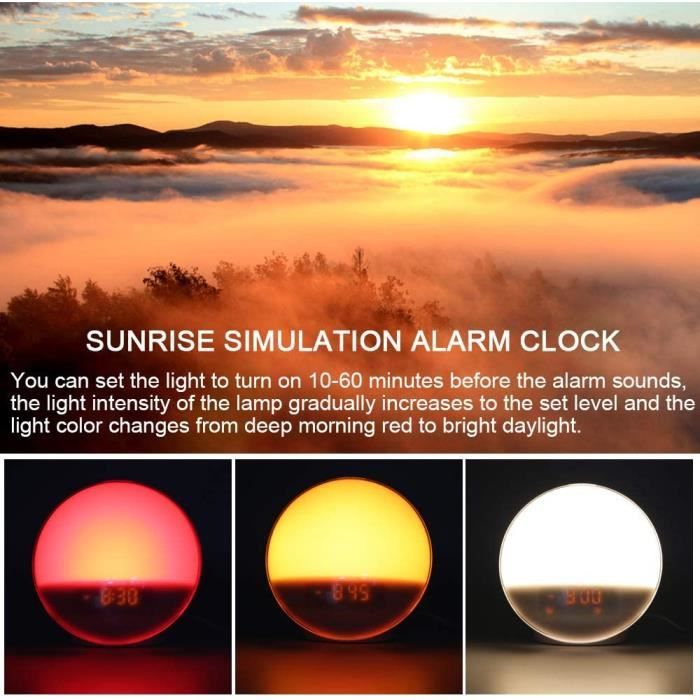 SUNRISE SIMULATION ALARM CLOCK
You can set the light to turn on 10-60 minutes before the alarm sounds,
the light intensity of the lamp gradually increases to the set level and the
light color changes from deep morning red to bright daylight.
6:30
8:45
9:00